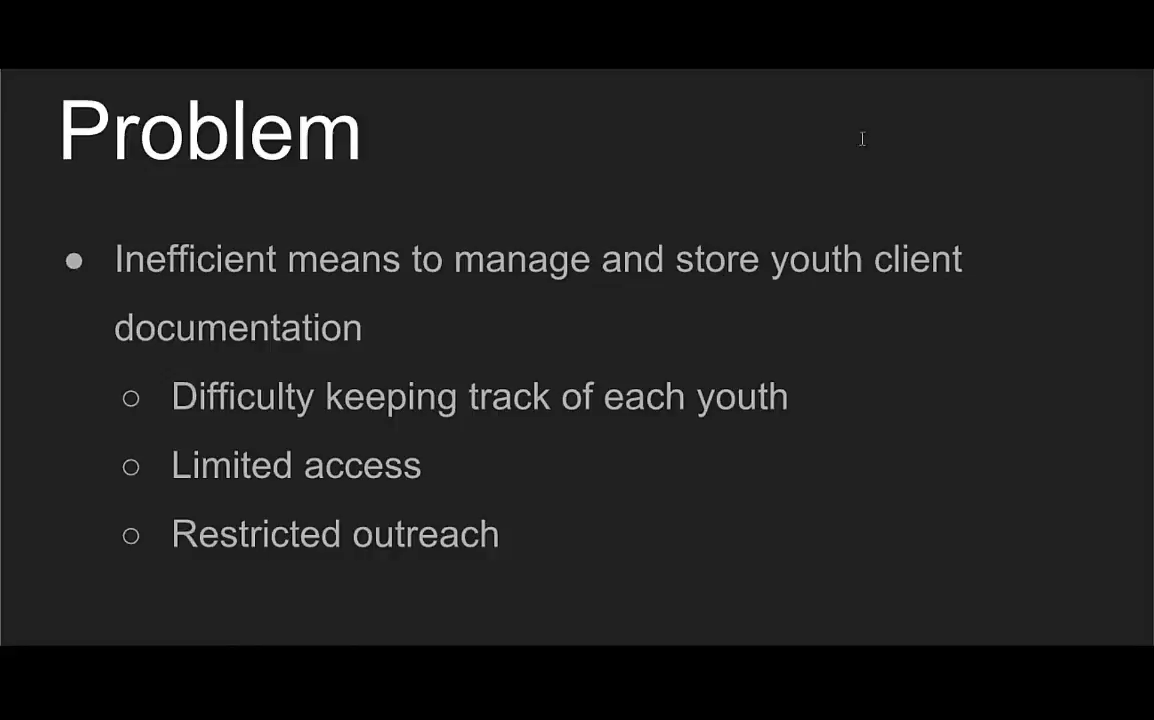 Problem
● Inefficient means to manage and store youth client
documentation
○ Difficulty keeping track of each youth
○ Limited access
○ Restricted outreach